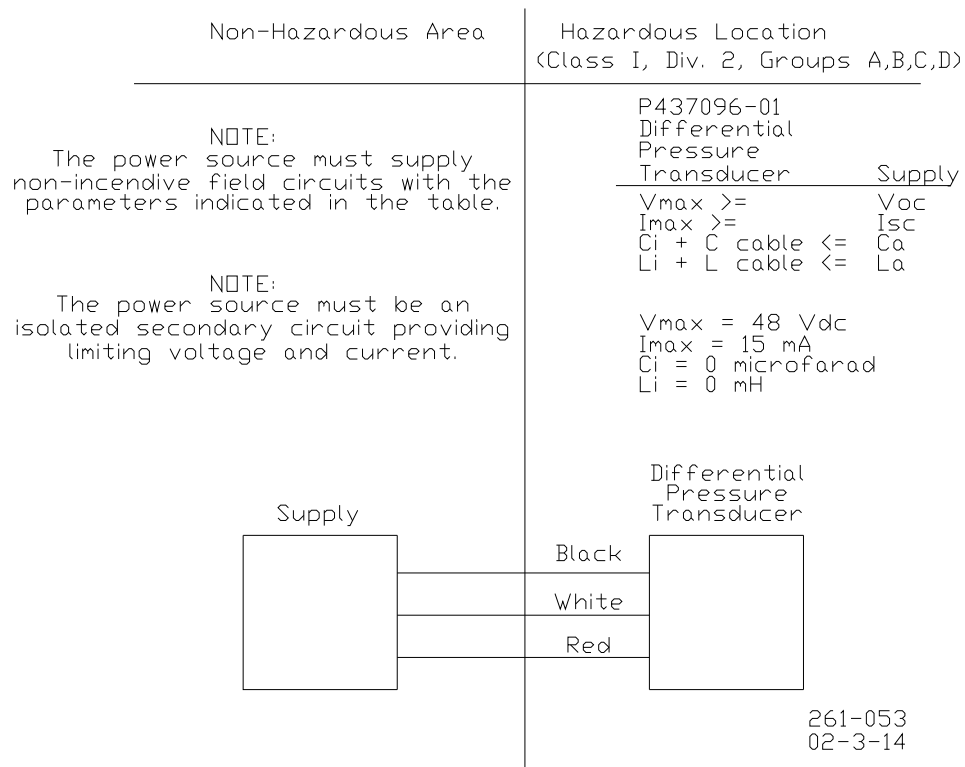 Non-Hazardous Area
Hazardous Location
(Class I, Div. 2, Groups A,B,C,D)
NOTE:
The power source must supply
non-incendive field circuits with the
parameters indicated in the table.
NOTE:
The power source must be an
isolated secondary circuit providing
limiting voltage and current.
P437096-01
Differential
Pressure
Transducer Supply
Vmax >= Voc
Imax >= Isc
Ci + C cable <= Ca
Li + L cable <= La
Vmax = 48 Vdc
Imax = 15 mA
Ci = 0 microfarad
Li = 0 mH
Supply
Differential
Pressure
Transducer
Black
White
Red
261-053
02-3-14